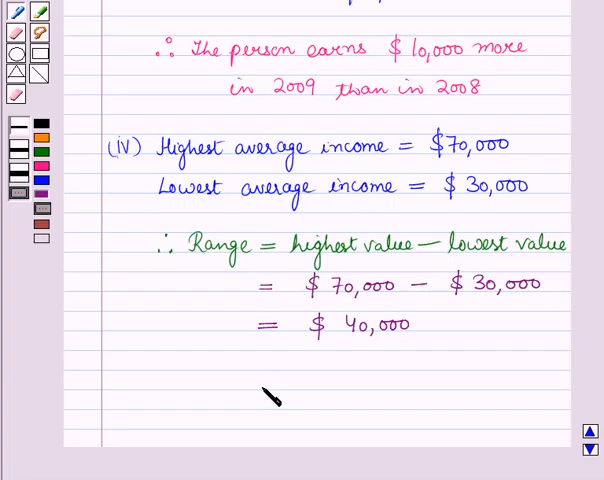 ∴ The person earns $ 10,000 more
in 2009 than in 2008
(iv) Highest average income = $70,000
Lowest average income = $ 30,000
∴ Range = highest value – lowest value
= $ 70,000 – $ 30,000
= $ 40,000